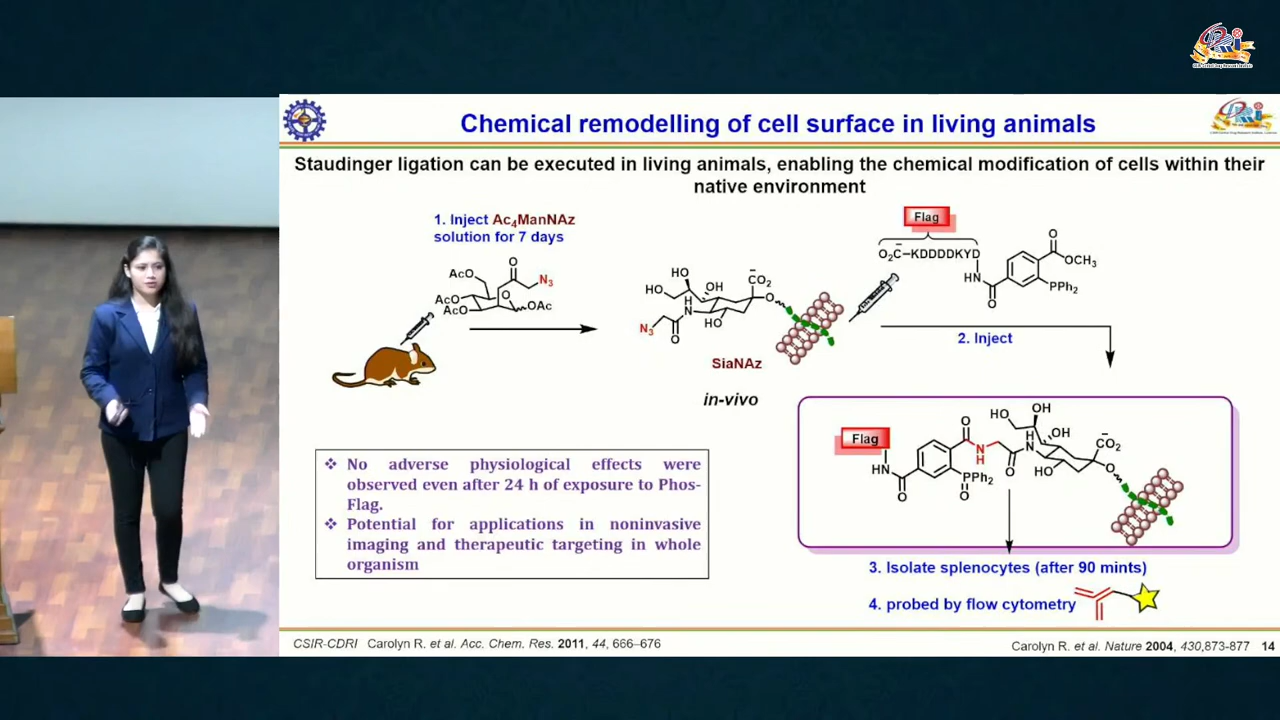 Chemical remodelling of cell surface in living animals
Staudinger ligation can be executed in living animals, enabling the chemical modification of cells within their
native environment
1. Inject Ac4ManNAz
solution for 7 days
O
AcO
N3
AcO
O
AcO
OAc
HO
OH
HO
CO2
-
O
H
N
HO
N3
O
SiaNAz
in-vivo
Flag
O2C–KDDDDKYD
-
HN
O
O
OCH3
PPh2
2. Inject
Flag
HN
O
O
N
H
PPh2
O
O
HO
OH
OH
H
N
HO
CO2
-
O
❖ No adverse physiological effects were
observed even after 24 h of exposure to Phos-
Flag.
❖ Potential for applications in noninvasive
imaging and therapeutic targeting in whole
organism
3. Isolate splenocytes (after 90 mints)
4. probed by flow cytometry
CSIR-CDRI Carolyn R. et al. Acc. Chem. Res. 2011, 44, 666–676
Carolyn R. et al. Nature 2004, 430,873-877 14